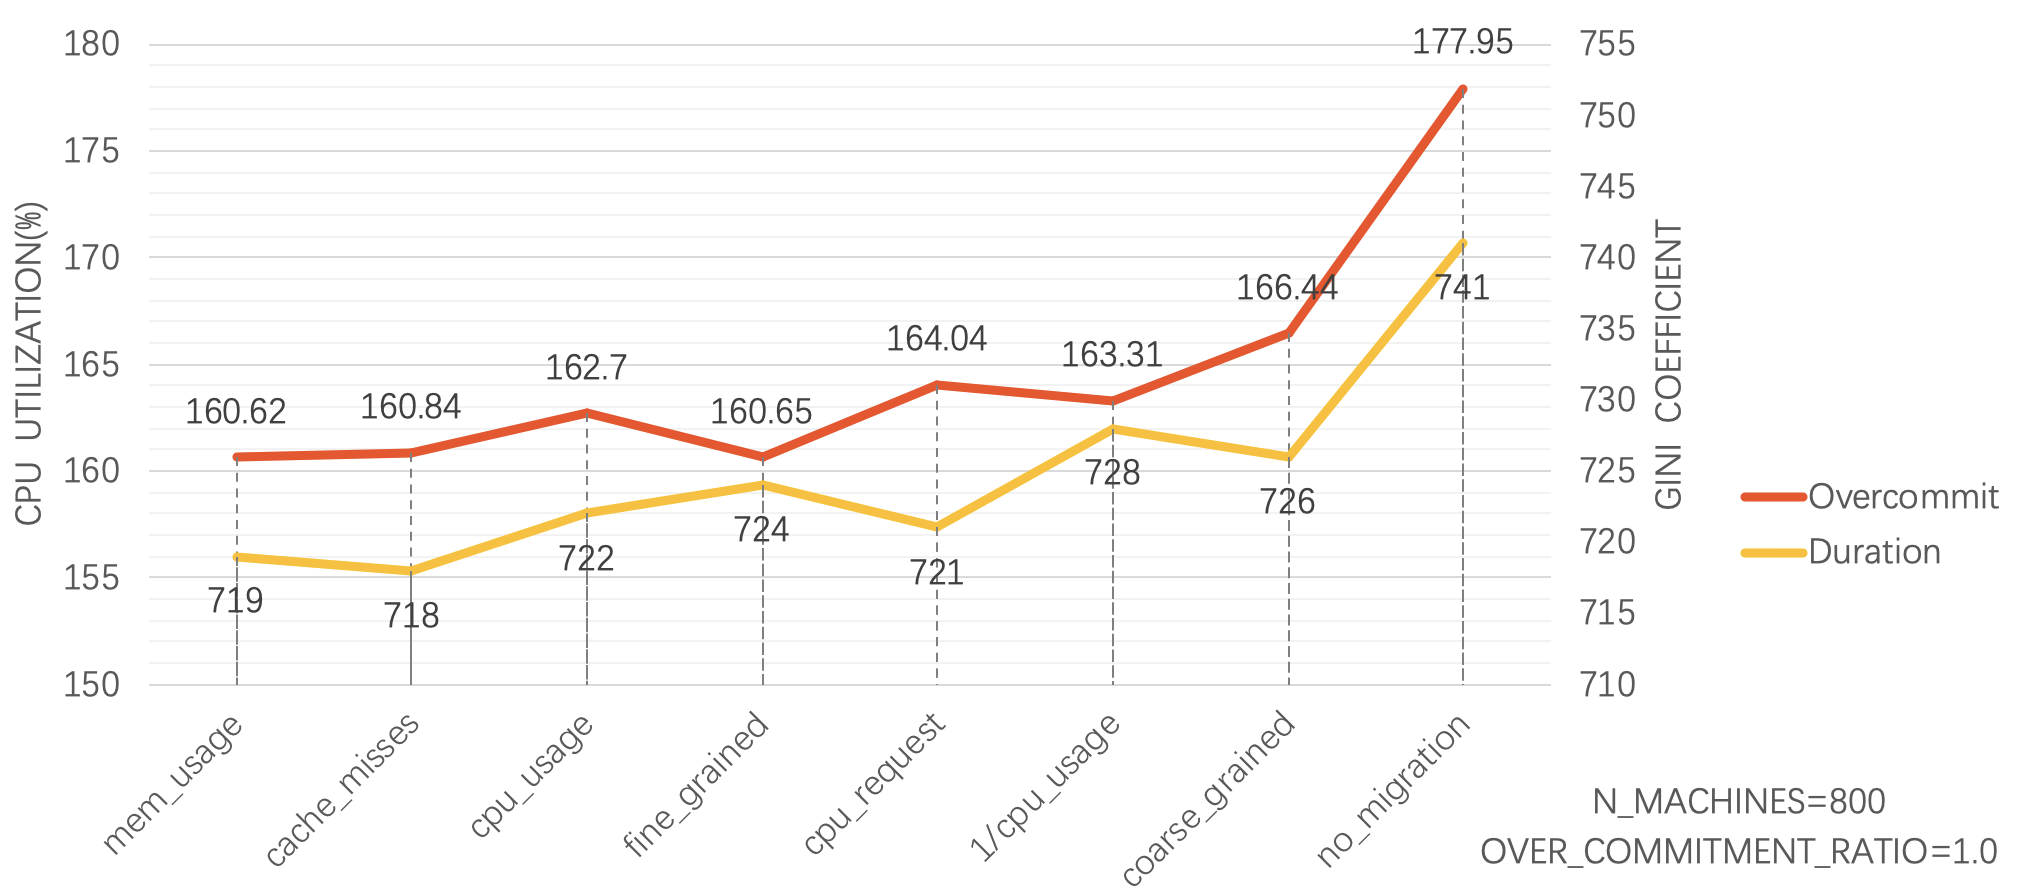 180
175
170
165
160
155
150
CPU UTILIZATION(%)
755
750
745
740
735
730
725
720
715
710
GINI COEFFICIENT
160.62
160.84
162.7
160.65
164.04
163.31
166.44
177.95
719
718
722
724
721
728
726
741
mem_usage
cache_misses
cpu_usage
fine_grained
cpu_request
1/cpu_usage
coarse_grained
no_migration
Overcommit
Duration
N_MACHINES=800
OVER_COMMITMENT_RATIO=1.0